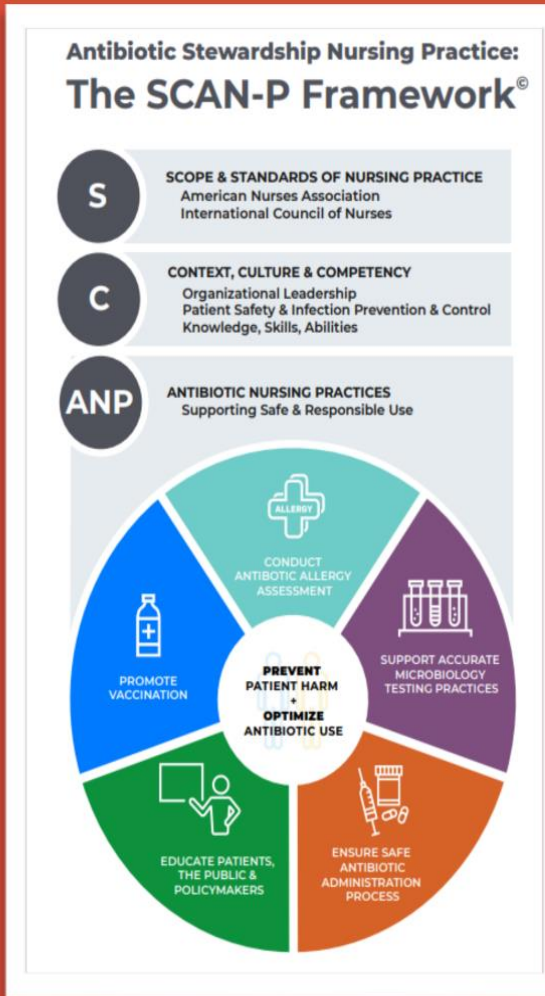 Antibiotic Stewardship Nursing Practice:
The SCAN-P Framework©
S
SCOPE & STANDARDS OF NURSING PRACTICE
American Nurses Association
International Council of Nurses
C
CONTEXT, CULTURE & COMPETENCY
Organizational Leadership
Patient Safety & Infection Prevention & Control
Knowledge, Skills, Abilities
ANP
ANTIBIOTIC NURSING PRACTICES
Supporting Safe & Responsible Use
ALLERGY
CONDUCT
ANTIBOTIC ALLERGY
ASSESSMENT
SUPPORT ACCURATE
MICROBIOLOGY
TESTING PRACTICES
ENSURE SAFE
ANTIBIOTIC
ADMINISTRATION
PROCESS
EDUCATE PATIENTS,
THE PUBLIC &
POLICYMAKERS
PROMOTE
VACCINATION
PREVENT
PATIENT HARM
+
OPTIMIZE
ANTIBIOTIC USE